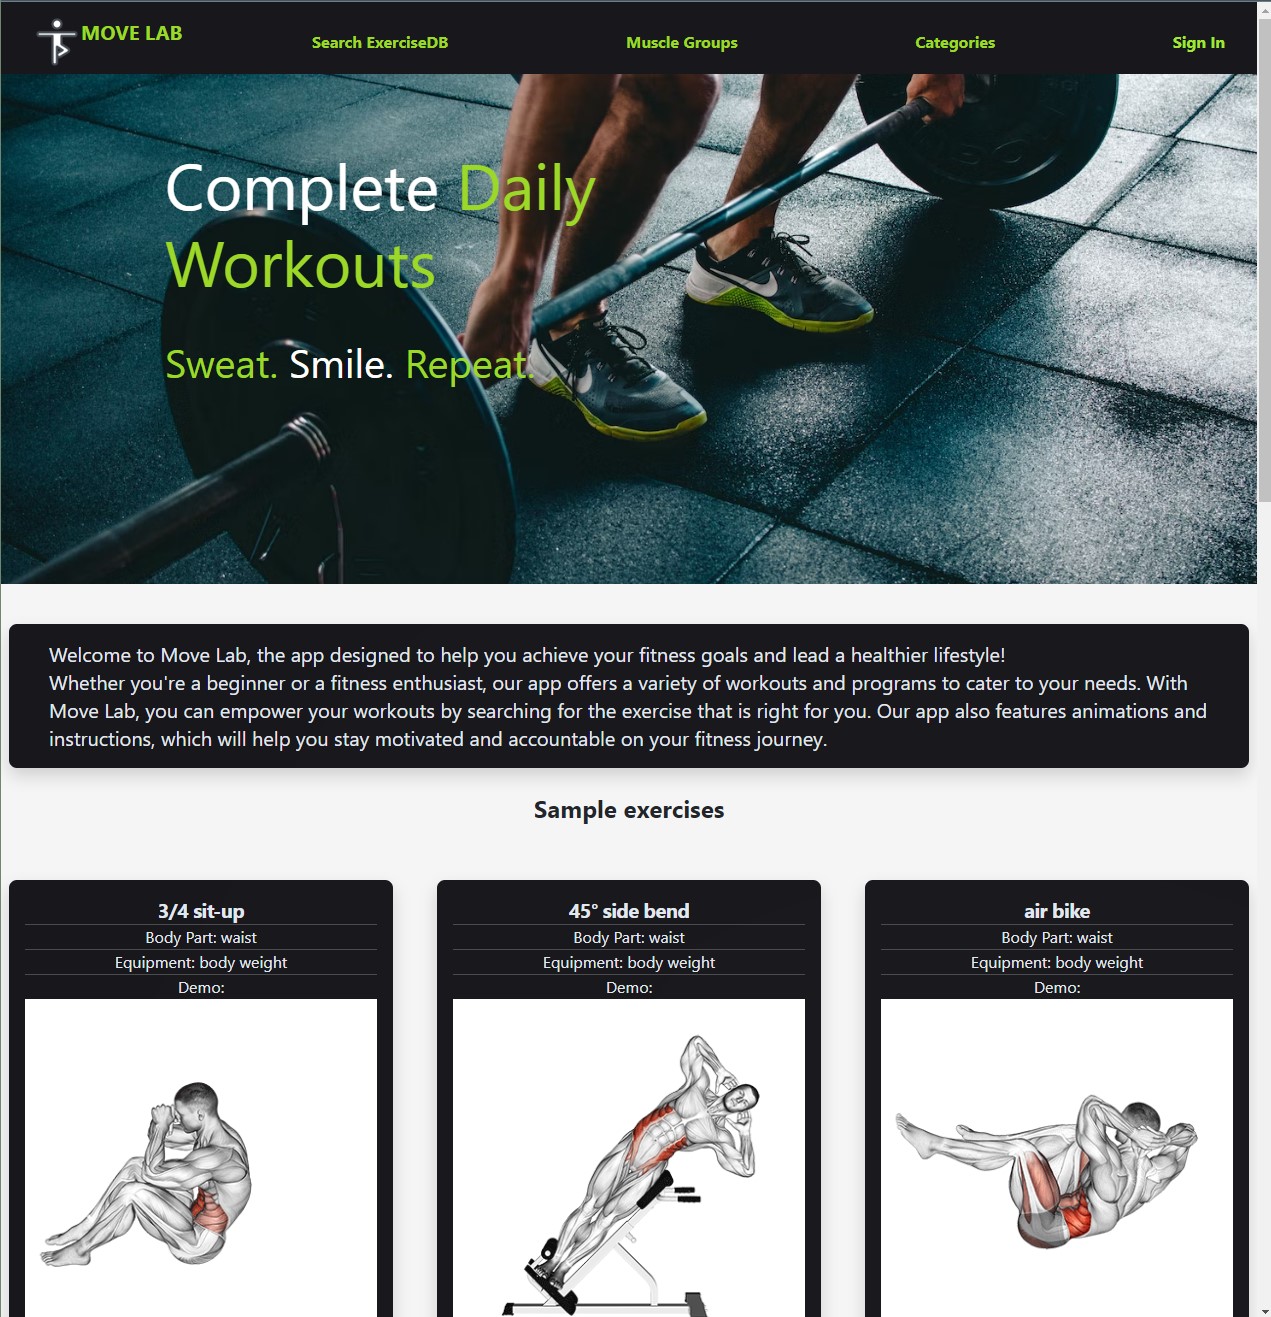 MOVE LAB
Search ExerciseDB
Muscle Groups
Categories
Sign In
Complete Daily
Workouts
Sweat. Smile. Repeat.
Welcome to Move Lab, the app designed to help you achieve your fitness goals and lead a healthier lifestyle!
Whether you're a beginner or a fitness enthusiast, our app offers a variety of workouts and programs to cater to your needs. With
Move Lab, you can empower your workouts by searching for the exercise that is right for you. Our app also features animations and
instructions, which will help you stay motivated and accountable on your fitness journey.
Sample exercises
3/4 sit-up
Body Part: waist
Equipment: body weight
Demo:
45° side bend
Body Part: waist
Equipment: body weight
Demo:
air bike
Body Part: waist
Equipment: body weight
Demo: